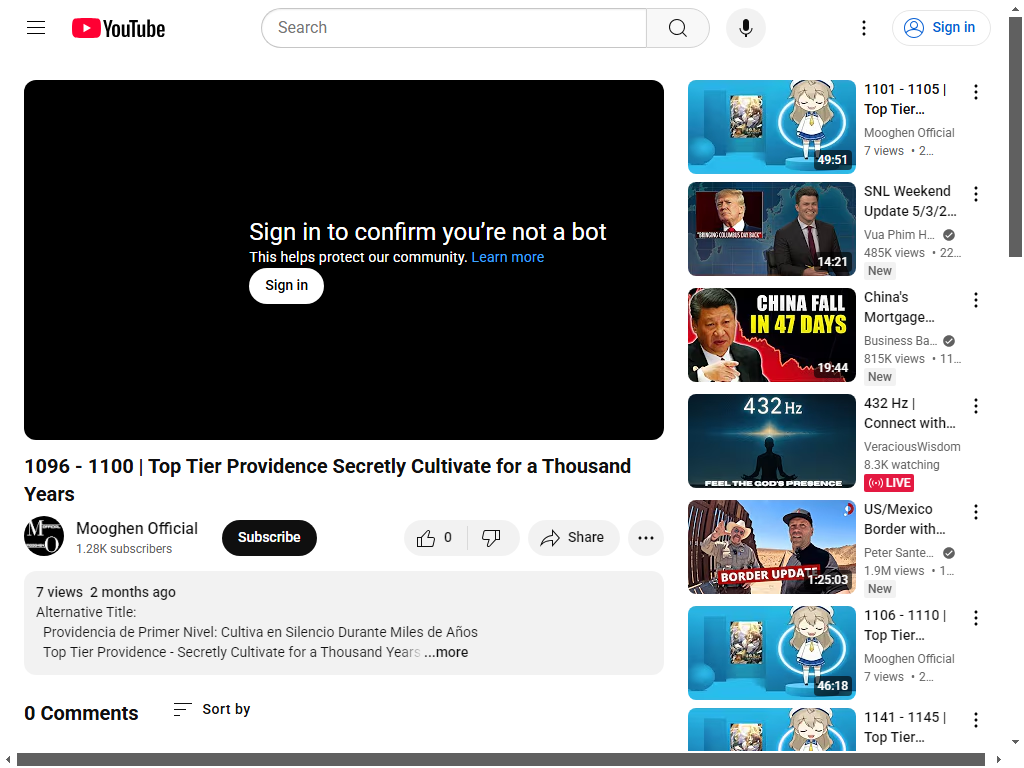 YouTube
Search
Sign in
Sign in to confirm you’re not a bot
This helps protect our community. Learn more
Sign in
1096 - 1100 | Top Tier Providence Secretly Cultivate for a Thousand
Years
Mooghen Official
1.28K subscribers
Subscribe
0
Share
7 views 2 months ago
Alternative Title:
Providencia de Primer Nivel: Cultiva en Silencio Durante Miles de Años
Top Tier Providence - Secretly Cultivate for a Thousand Years ...more
0 Comments
Sort by
49:51
1101 - 1105 |
Top Tier…
Mooghen Official
7 views • 2…
"BRINGING COLUMBUS DAY BACK"
14:21
SNL Weekend
Update 5/3/2…
Vua Phim H…
485K views • 22…
New
CHINA FALL
IN 47 DAYS
19:44
China's
Mortgage…
Business Ba…
815K views • 11…
New
432 Hz
FEEL THE GOD'S PRESENCE
432 Hz |
Connect with…
VeraciousWisdom
8.3K watching
LIVE
BORDER UPDATE
1:25:03
US/Mexico
Border with…
Peter Sante…
1.9M views • 1…
New
46:18
1106 - 1110 |
Top Tier…
Mooghen Official
7 views • 2…
1141 - 1145 |
Top Tier…